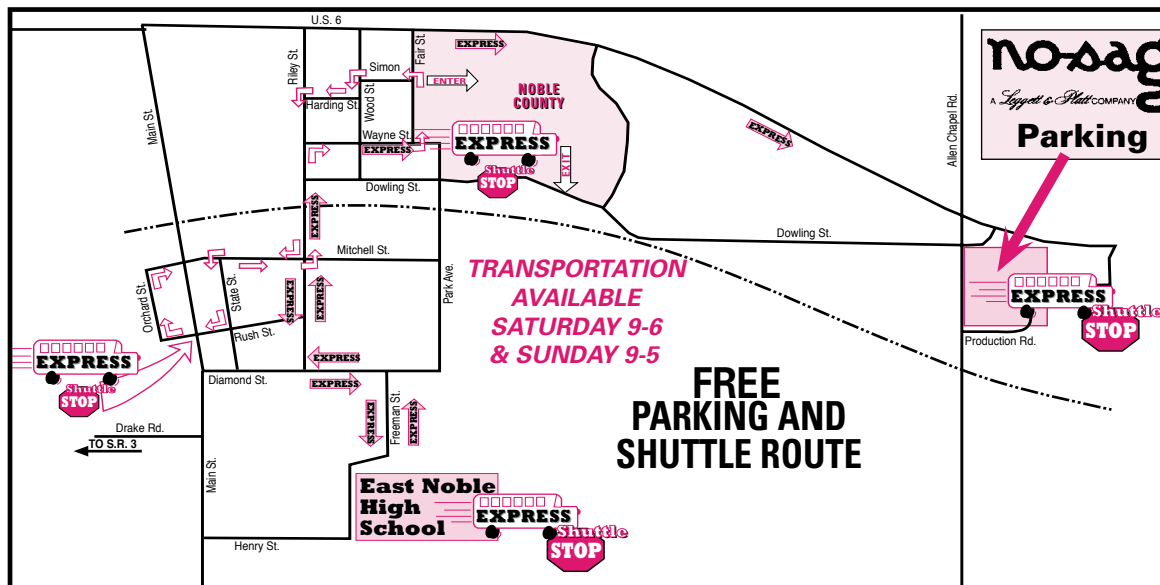 U.S. 6
Riley St.
Simon
Fair St.
EXPRESS
ENTER
NOBLE
COUNTY
Harding St.
Wood St.
Main St.
Wayne St.
EXPRESS
EXPRESS
Shuttle
STOP
EXIT
Dowling St.
EXPRESS
EXPRESS
Allen Chapel Rd.
no-sag
A Leggett & Platt COMPANY
Parking
Dowling St.
Mitchell St.
Park Ave.
Orchard St.
State St.
Rush St.
EXPRESS
EXPRESS
TRANSPORTATION
AVAILABLE
SATURDAY 9-6
& SUNDAY 9-5
EXPRESS
Shuttle
STOP
Production Rd.
EXPRESS
Shuttle
STOP
Diamond St.
EXPRESS
EXPRESS
EXPRESS
EXPRESS
Freeman St.
FREE
PARKING AND
SHUTTLE ROUTE
Drake Rd.
TO S.R. 3
Main St.
East Noble
High
School
EXPRESS
Shuttle
STOP
Henry St.